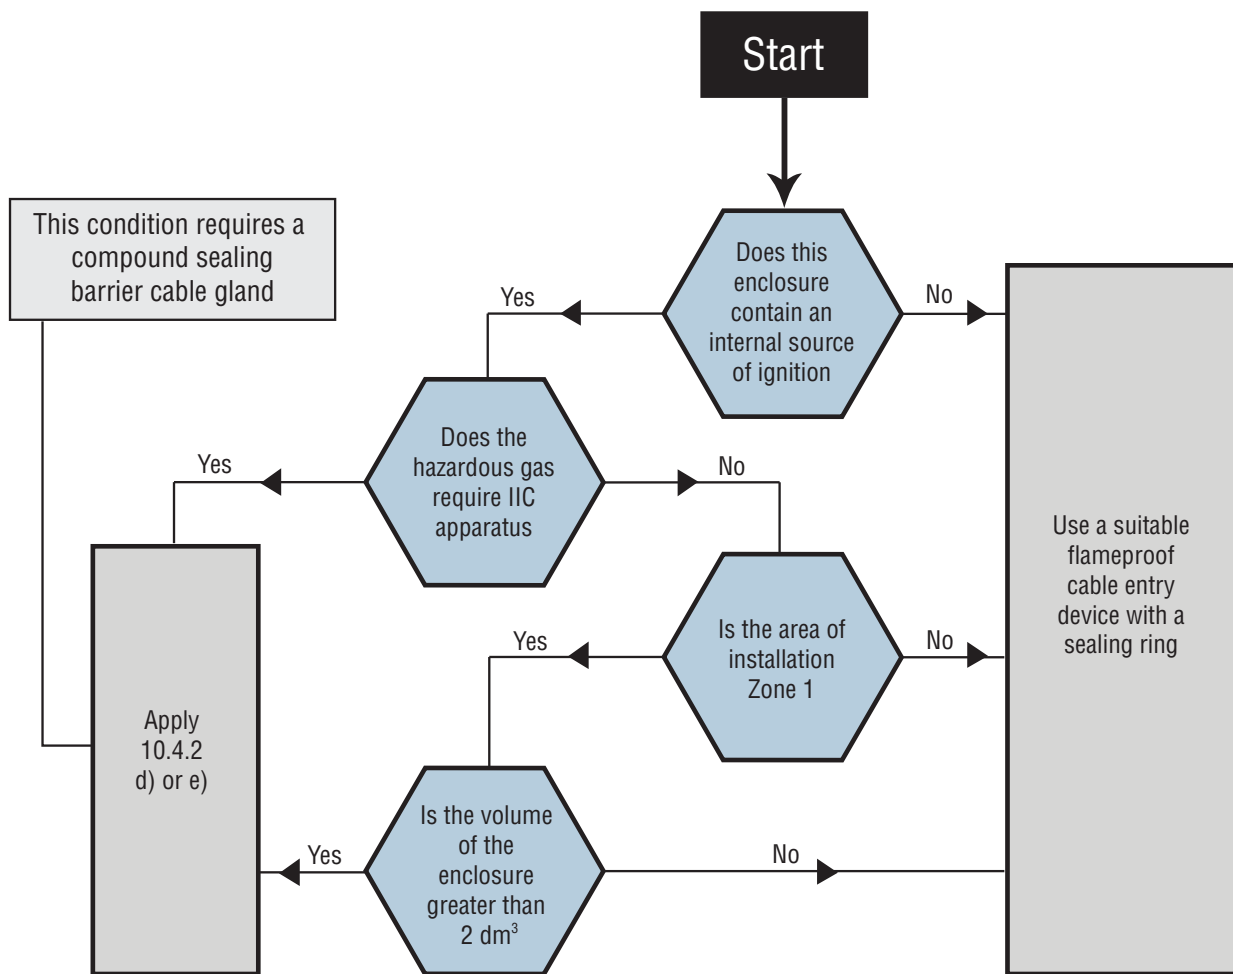 Start
This condition requires a
compound sealing
barrier cable gland
Does this
enclosure
contain an
internal source
of ignition
Yes
No
Does the
hazardous gas
require IIC
apparatus
Yes
No
Use a suitable
flameproof
cable entry
device with a
sealing ring
Is the area of
installation
Zone 1
Yes
No
Apply
10.4.2
d) or e)
Is the volume
of the
enclosure
greater than
2 dm³
Yes
No